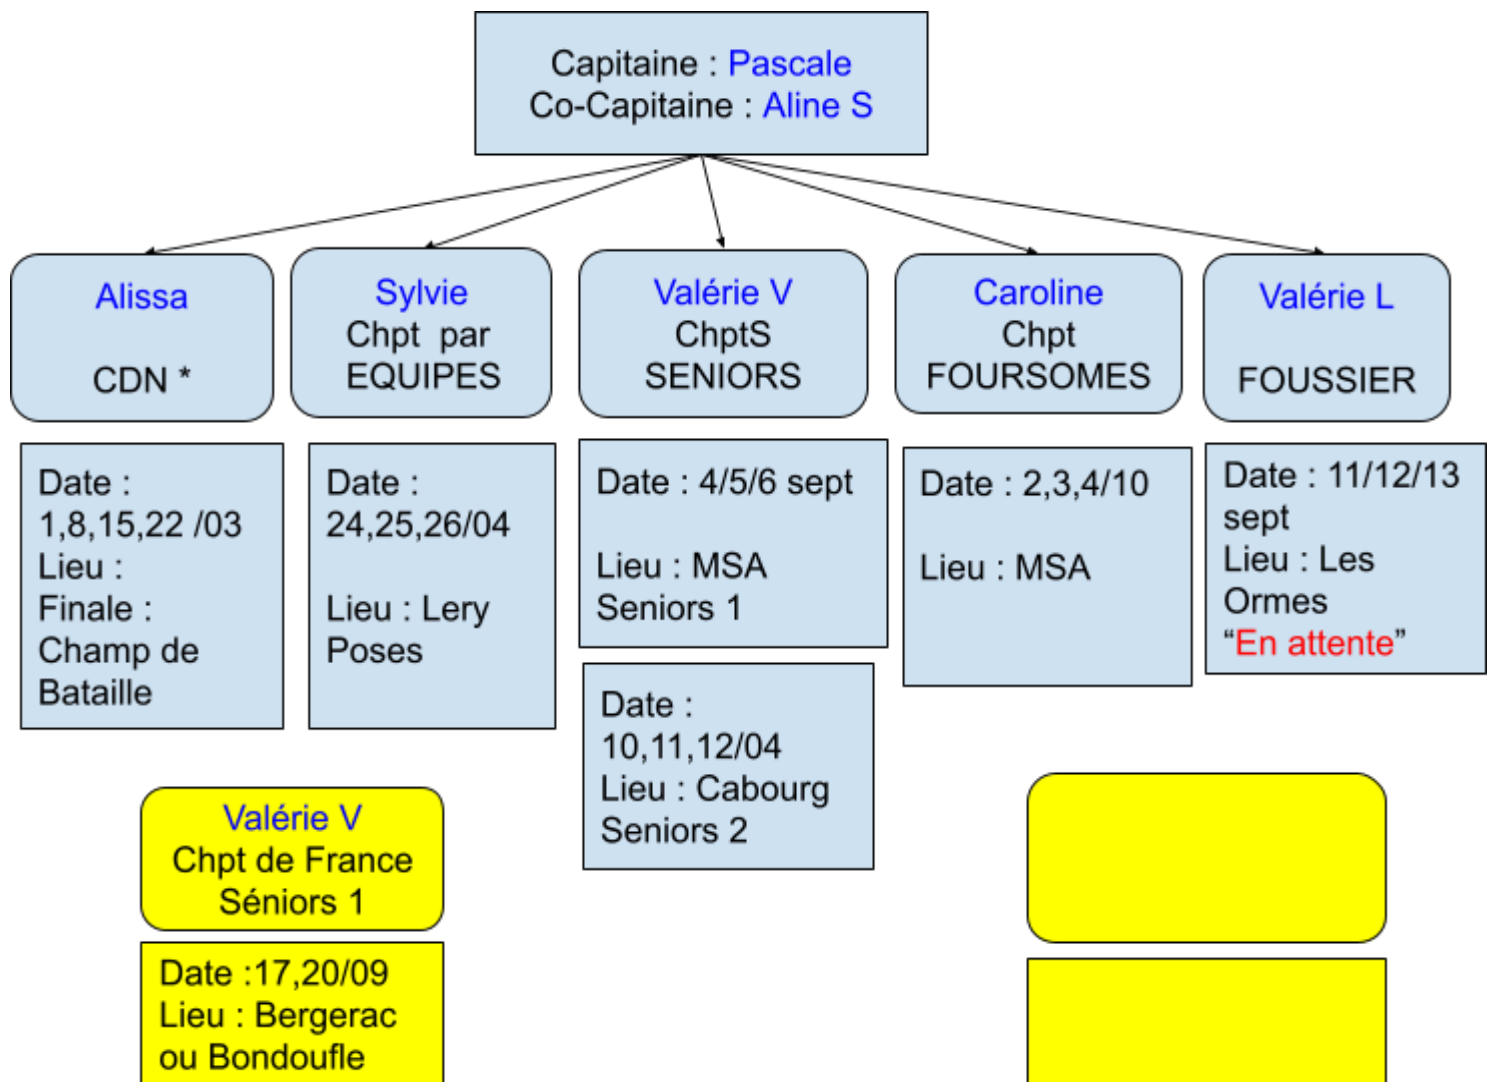 Capitaine : Pascale
Co-Capitaine : Aline S
Alissa
CDN *
Sylvie
Chpt par
EQUIPES
Valérie V
ChptS
SENIORS
Caroline
Chpt
FOURSOMES
Valérie L
FOUSSIER
Date :
1,8,15,22 /03
Lieu :
Finale :
Champ de
Bataille
Date :
24,25,26/04
Lieu : Lery
Poses
Date : 4/5/6 sept
Lieu : MSA
Seniors 1
Date :
10,11,12/04
Lieu : Cabourg
Seniors 2
Date : 2,3,4/10
Lieu : MSA
Date : 11/12/13
sept
Lieu : Les
Ormes
“En attente”
Valérie V
Chpt de France
Séniors 1
Date :17,20/09
Lieu : Bergerac
ou Bondoufle